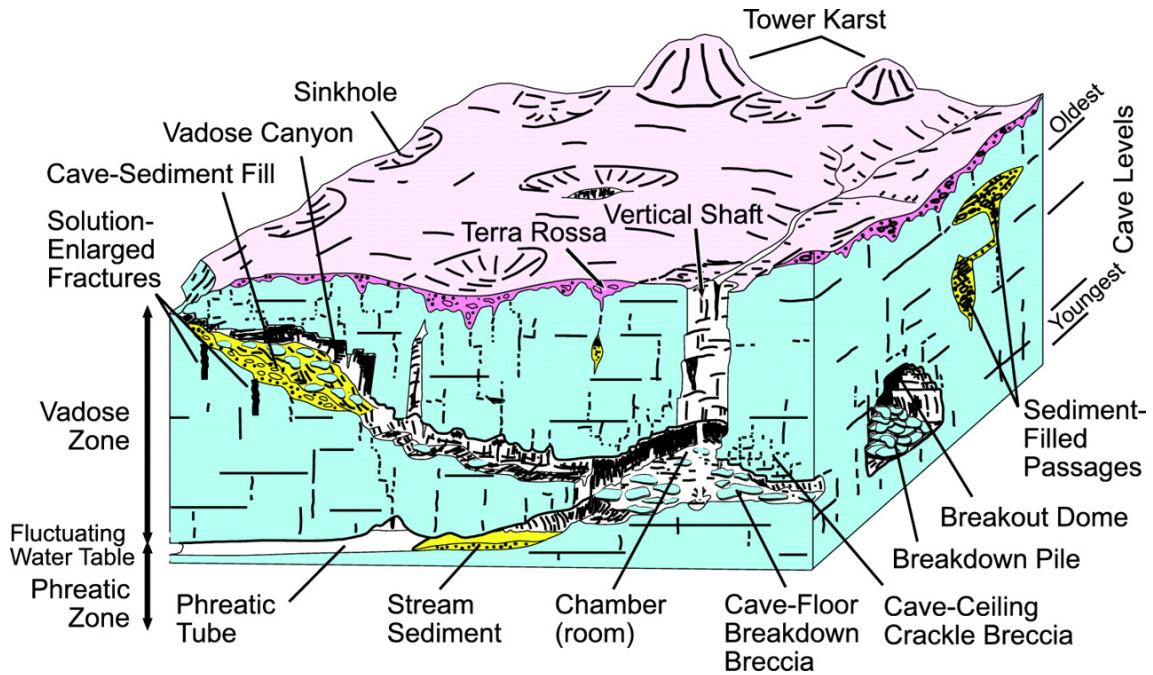 Tower Karst
Sinkhole
Vadose Canyon
Cave-Sediment Fill
Solution-
Enlarged
Fractures
Terra Rossa
Vertical Shaft
Oldest
Cave Levels
Youngest
Vadose
Zone
Fluctuating
Water Table
Phreatic
Zone
Phreatic
Tube
Stream
Sediment
Chamber
(room)
Cave-Floor
Breakdown
Breccia
Cave-Ceiling
Crackle Breccia
Breakdown Pile
Breakout Dome
Sediment-
Filled
Passages